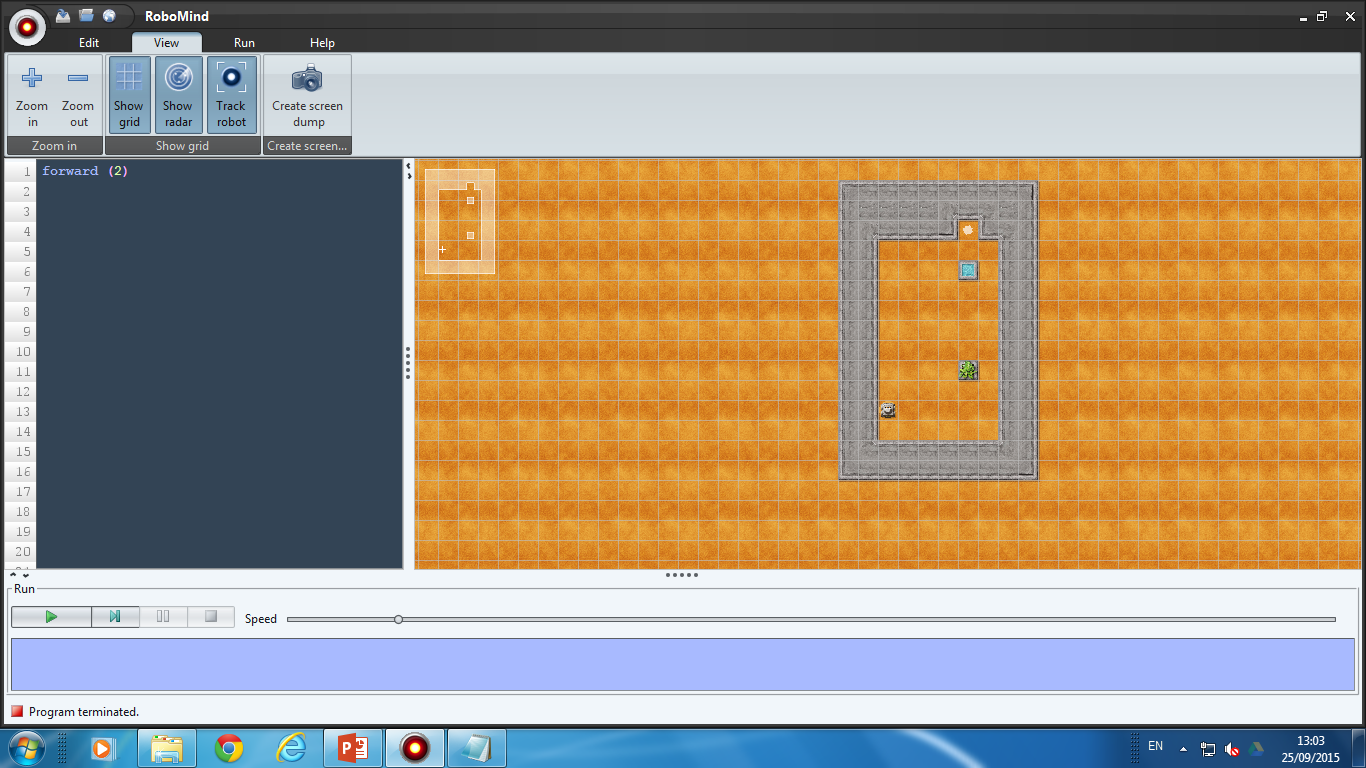 RoboMind
Edit View Run Help
Zoom in Zoom out Show grid Show radar Track robot Create screen dump
Zoom in Show grid Create screen...
1 forward (2)
2
3
4
5
6
7
8
9
10
11
12
13
14
15
16
17
18
19
20
Run
Speed
Program terminated.
EN
13:03
25/09/2015